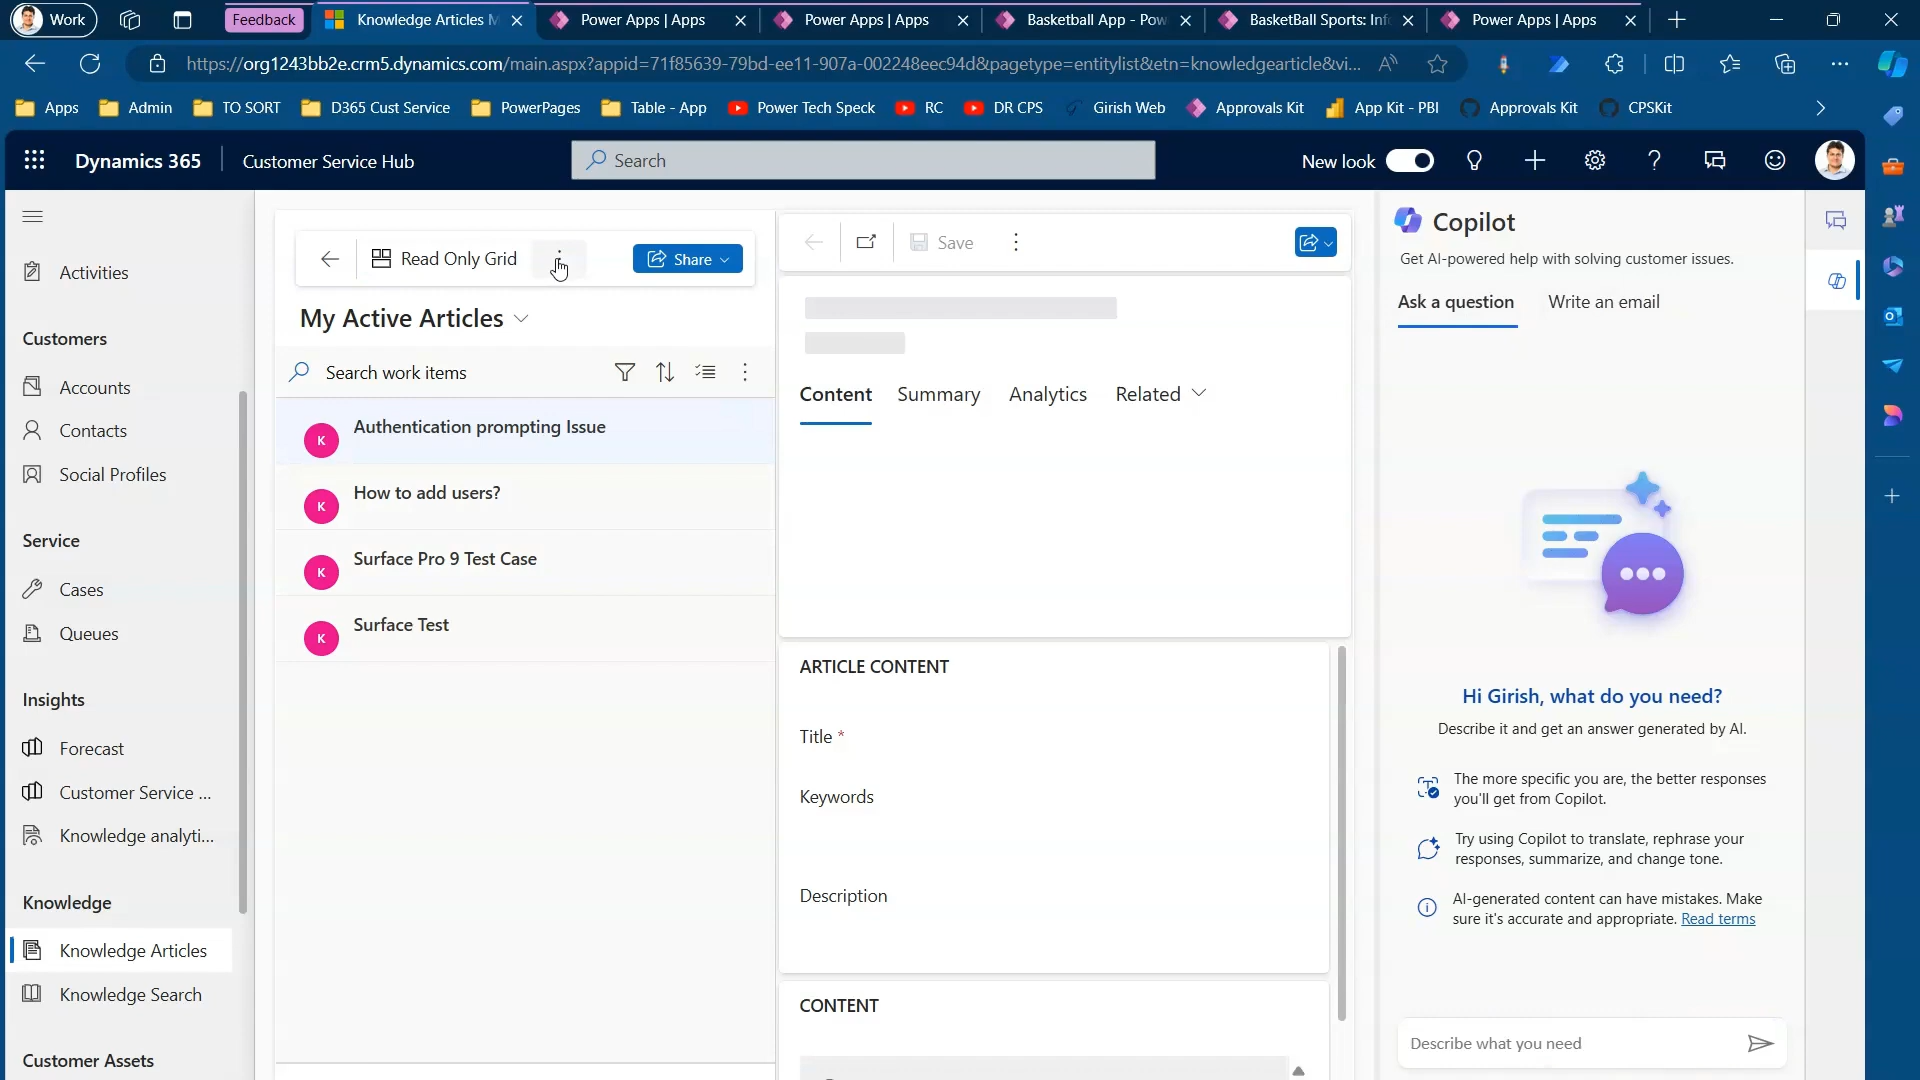 Work
Feedback
Knowledge Articles M
Power Apps | Apps
Power Apps | Apps
Basketball App - Pow
BasketBall Sports: Inf
Power Apps | Apps
https://org1243bb2e.crm5.dynamics.com/main.aspx?appid=71f85639-79bd-ee11-907a-002248eec94d&pagetype=entitylist&etn=knowledgearticle&vi...
Apps
Admin
TO SORT
D365 Cust Service
PowerPages
Table - App
Power Tech Speck
RC
DR CPS
Girish Web
Approvals Kit
App Kit - PBI
Approvals Kit
CPSKit
Dynamics 365
Customer Service Hub
Search
New look
Activities
Customers
Accounts
Contacts
Social Profiles
Service
Cases
Queues
Insights
Forecast
Customer Service ...
Knowledge analyti...
Knowledge
Knowledge Articles
Knowledge Search
Customer Assets
Read Only Grid
Share
My Active Articles
Search work items
K
Authentication prompting Issue
K
How to add users?
K
Surface Pro 9 Test Case
K
Surface Test
Save
Content
Summary
Analytics
Related
ARTICLE CONTENT
Title *
Keywords
Description
CONTENT
Copilot
Get AI-powered help with solving customer issues.
Ask a question
Write an email
Hi Girish, what do you need?
Describe it and get an answer generated by AI.
The more specific you are, the better responses
you'll get from Copilot.
Try using Copilot to translate, rephrase your
responses, summarize, and change tone.
AI-generated content can have mistakes. Make
sure it's accurate and appropriate. Read terms
Describe what you need